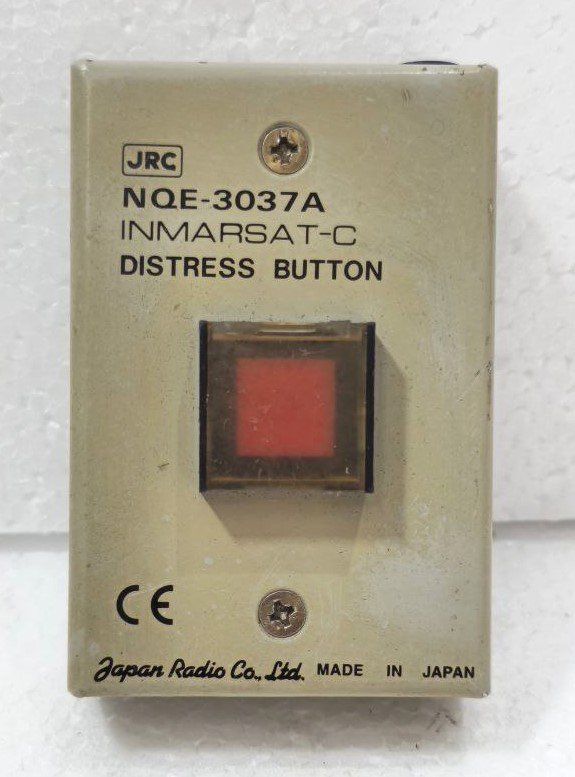 JRC
NQE-3037A
INMARSAT-C
DISTRESS BUTTON
CE
Japan Radio Co., Ltd. MADE IN JAPAN